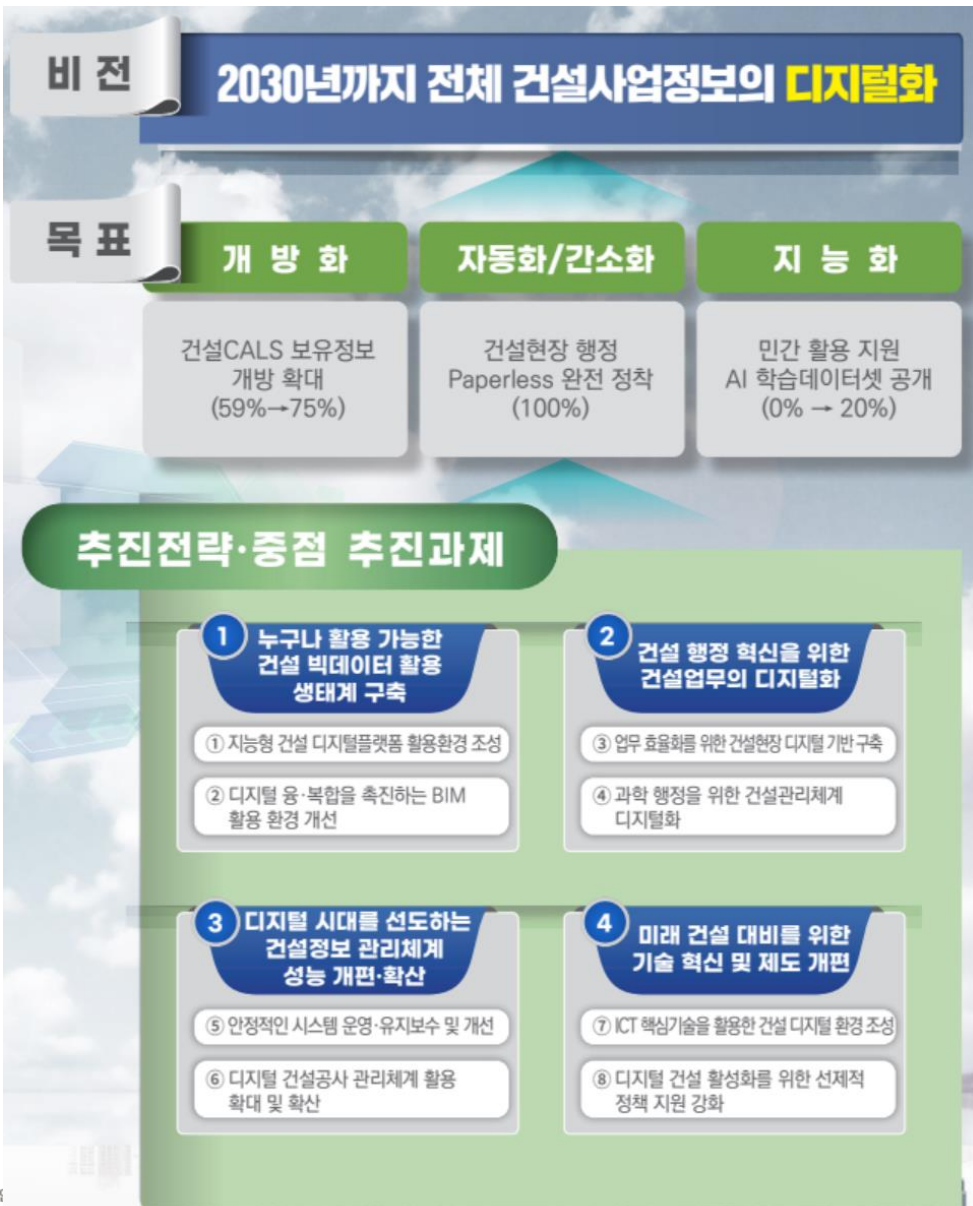 비 전
2030년까지 전체 건설사업정보의 디지털화
목 표
개 방 화
건설CALS 보유정보
개방 확대
(59%→75%)
자동화/간소화
건설현장 행정
Paperless 완전 정착
(100%)
지 능 화
민간 활용 지원
AI 학습데이터셋 공개
(0% → 20%)
추진전략·중점 추진과제
1
누구나 활용 가능한
건설 빅데이터 활용
생태계 구축
① 지능형 건설 디지털플랫폼 활용환경 조성
② 디지털 융·복합을 촉진하는 BIM
활용 환경 개선
2
건설 행정 혁신을 위한
건설업무의 디지털화
③ 업무 효율화를 위한 건설현장 디지털 기반 구축
④ 과학 행정을 위한 건설관리체계
디지털화
3
디지털 시대를 선도하는
건설정보 관리체계
성능 개편·확산
⑤ 안정적인 시스템 운영·유지보수 및 개선
⑥ 디지털 건설공사 관리체계 활용
확대 및 확산
4
미래 건설 대비를 위한
기술 혁신 및 제도 개편
⑦ ICT 핵심기술을 활용한 건설 디지털 환경 조성
⑧ 디지털 건설 활성화를 위한 선제적
정책 지원 강화